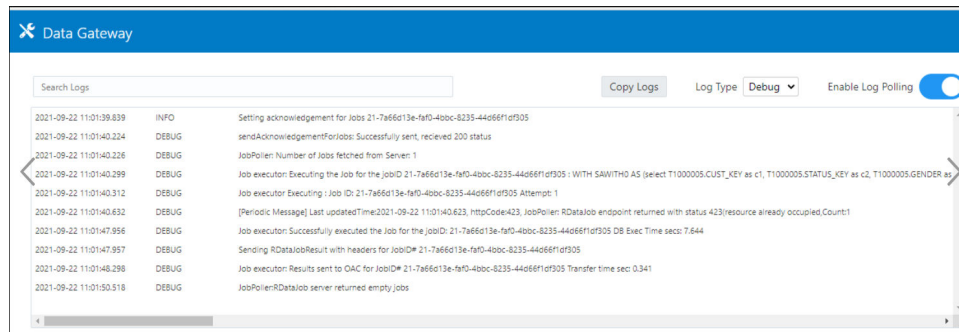 Data Gateway
Search Logs
Copy Logs
Log Type
Debug
Enable Log Polling
2021-09-22 11:01:39.839 INFO Setting acknowledgement for Jobs 21-7a66d13e-faf0-4bbc-8235-44d66f1df305
2021-09-22 11:01:40.224 DEBUG sendAcknowledgementForJobs: Successfully sent, recieved 200 status
2021-09-22 11:01:40.226 DEBUG JobPoller: Number of Jobs fetched from Server: 1
2021-09-22 11:01:40.299 DEBUG Job executor: Executing the Job for the jobID 21-7a66d13e-faf0-4bbc-8235-44d66f1df305 : WITH SAWITH0 AS (select T1000005.CUST_KEY as c1, T1000005.STATUS_KEY as c2, T1000005.GENDER as
2021-09-22 11:01:40.312 DEBUG Job executor Executing : Job ID: 21-7a66d13e-faf0-4bbc-8235-44d66f1df305 Attempt: 1
2021-09-22 11:01:40.632 DEBUG [Periodic Message] Last updatedTime:2021-09-22 11:01:40.623, httpCode:423, JobPoller: RDataJob endpoint returned with status 423(resource already occupied,Count:1
2021-09-22 11:01:47.956 DEBUG Job executor: Successfully executed the Job for the jobID: 21-7a66d13e-faf0-4bbc-8235-44d66f1df305 DB Exec Time secs: 7.644
2021-09-22 11:01:47.957 DEBUG Sending RDataJobResult with headers for JobID# 21-7a66d13e-faf0-4bbc-8235-44d66f1df305
2021-09-22 11:01:48.298 DEBUG Job executor: Results sent to OAC for JobID# 21-7a66d13e-faf0-4bbc-8235-44d66f1df305 Transfer time sec: 0.341
2021-09-22 11:01:50.518 DEBUG JobPoller:RDataJob server returned empty jobs